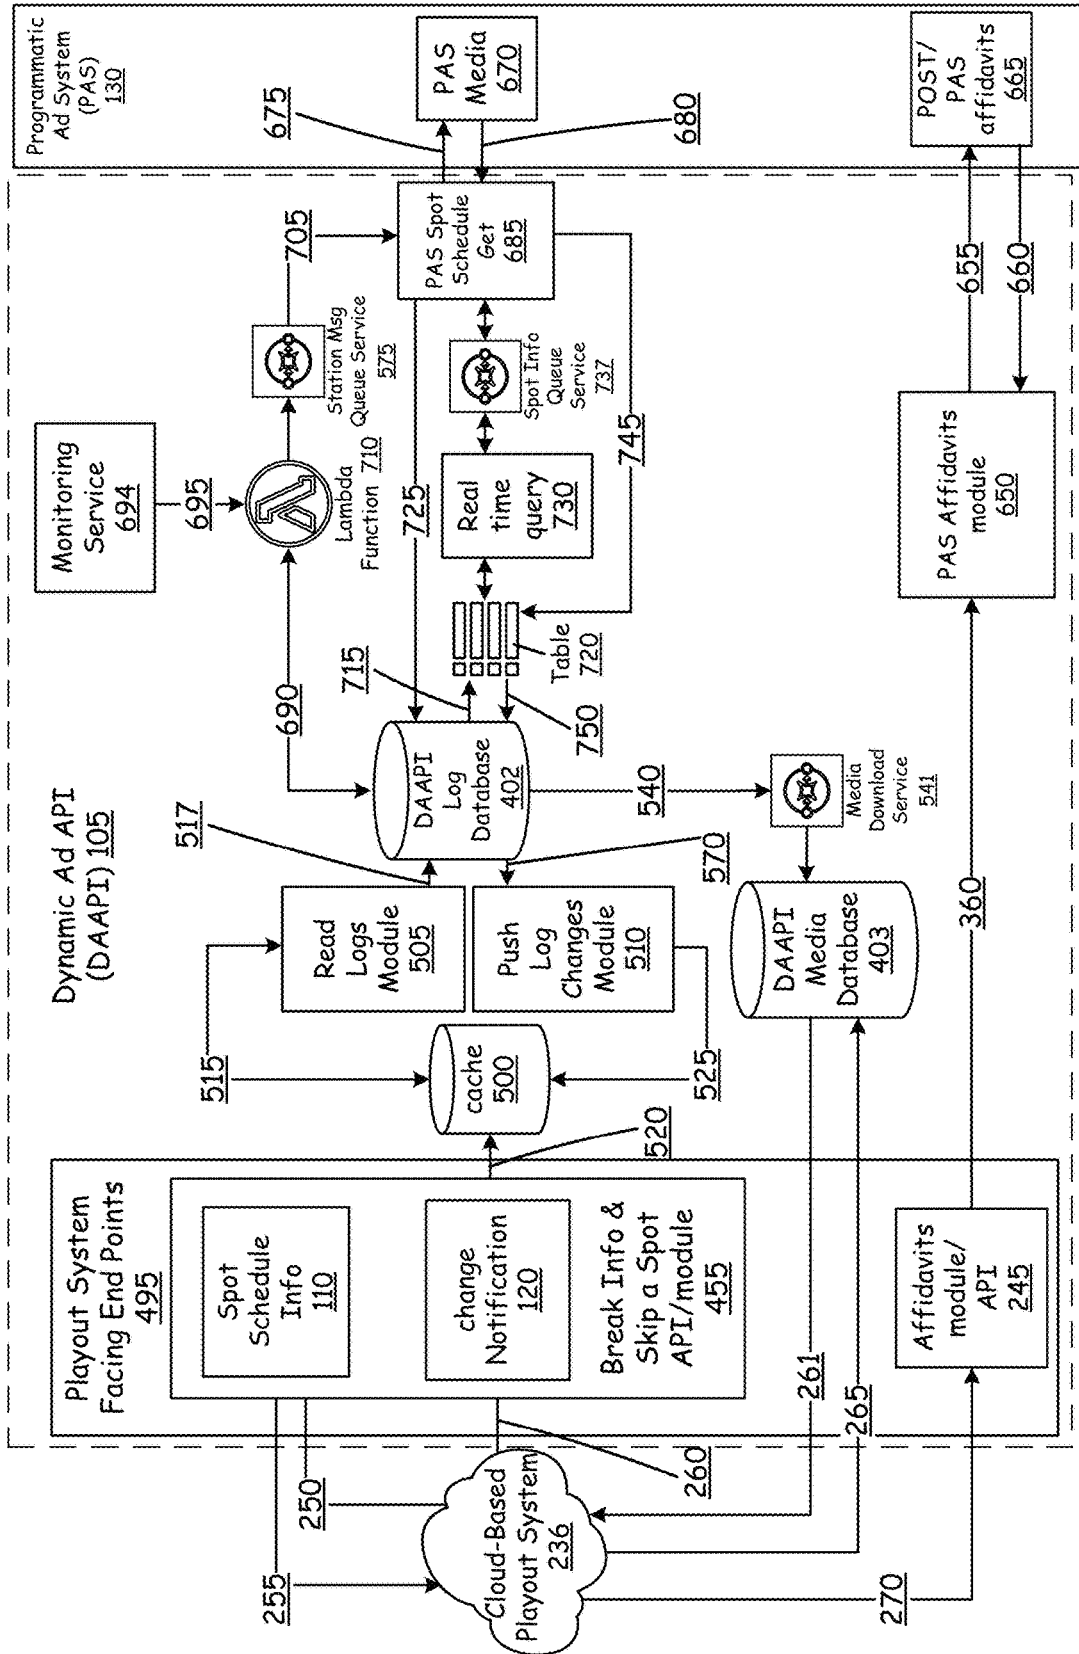 Programmatic
Ad System
(PAS)
130
PAS
Media
670
675
680
POST/
PAS
affidavits
665
Dynamic Ad API
(DAAPI) 105
Monitoring
Service
694
695
Lambda
Function 710
690
Station Msg
Queue Service
575
705
PAS Spot
Schedule
Get
685
Spot Info
Queue
Service
737
Real
time
query
730
725
745
Table
720
715
750
DAAPI
Log
Database
402
517
540
570
Media
Download
Service
541
DAAPI
Media
Database
403
Read
Logs
Module
505
Push
Log
Changes
Module
510
515
525
cache
500
520
PAS Affidavits
module
650
655
660
360
Playout System
Facing End Points
495
Spot
Schedule
Info
110
change
Notification
120
Break Info &
Skip a Spot
API/module
455
Affidavits
module/
API
245
261
265
255
250
260
270
Cloud-Based
Playout System
236